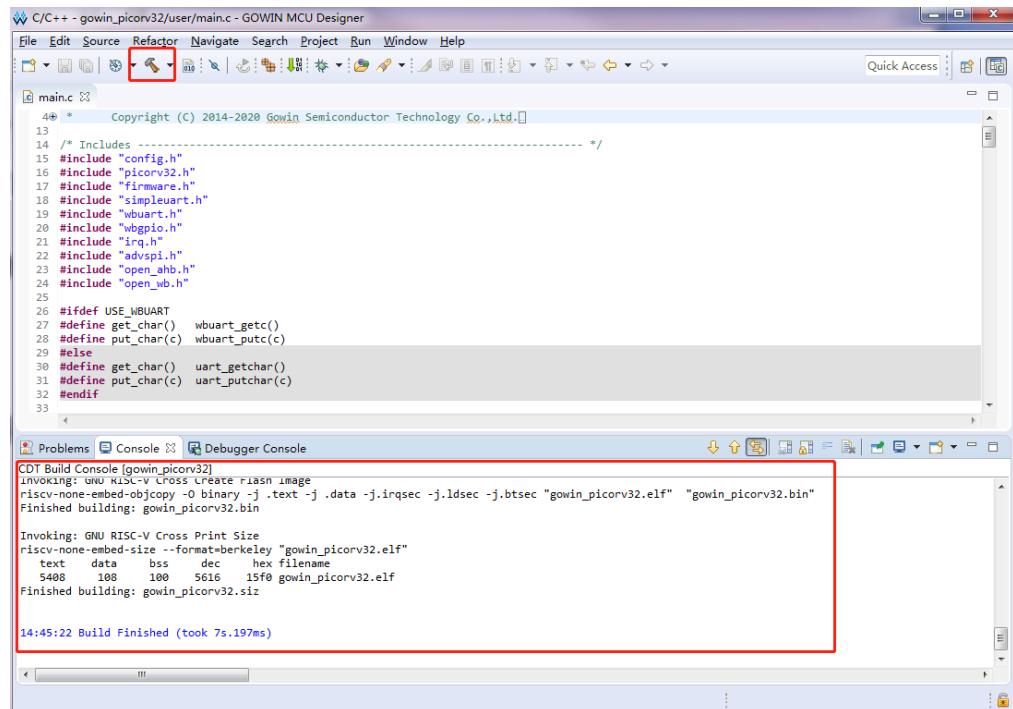 C/C++ - gowin_picorv32/user/main.c - GOWIN MCU Designer
File Edit Source Refactor Navigate Search Project Run Window Help
010
Quick Access
main.c
4 * Copyright (C) 2014-2020 Gowin Semiconductor Technology Co.,Ltd.
13
14 /* Includes ------------------------------------------------------------------ */
15 #include "config.h"
16 #include "picorv32.h"
17 #include "firmware.h"
18 #include "simpleuart.h"
19 #include "wbuart.h"
20 #include "wbgpio.h"
21 #include "irq.h"
22 #include "advspi.h"
23 #include "open_ahb.h"
24 #include "open_wb.h"
25
26 #ifdef USE_WBUART
27 #define get_char() wbuart_getc()
28 #define put_char(c) wbuart_putc(c)
29 #else
30 #define get_char() uart_getchar()
31 #define put_char(c) uart_putchar(c)
32 #endif
33
Problems Console Debugger Console
CDT Build Console [gowin_picorv32]
Invoking: GNU RISC-V Cross Create Flash Image
riscv-none-embed-objcopy -O binary -j .text -j .data -j.irqsec -j.ldsec -j.btsec "gowin_picorv32.elf" "gowin_picorv32.bin"
Finished building: gowin_picorv32.bin
Invoking: GNU RISC-V Cross Print Size
riscv-none-embed-size --format=berkeley "gowin_picorv32.elf"
text data bss dec hex filename
5408 108 100 5616 15f0 gowin_picorv32.elf
Finished building: gowin_picorv32.siz
14:45:22 Build Finished (took 7s.197ms)